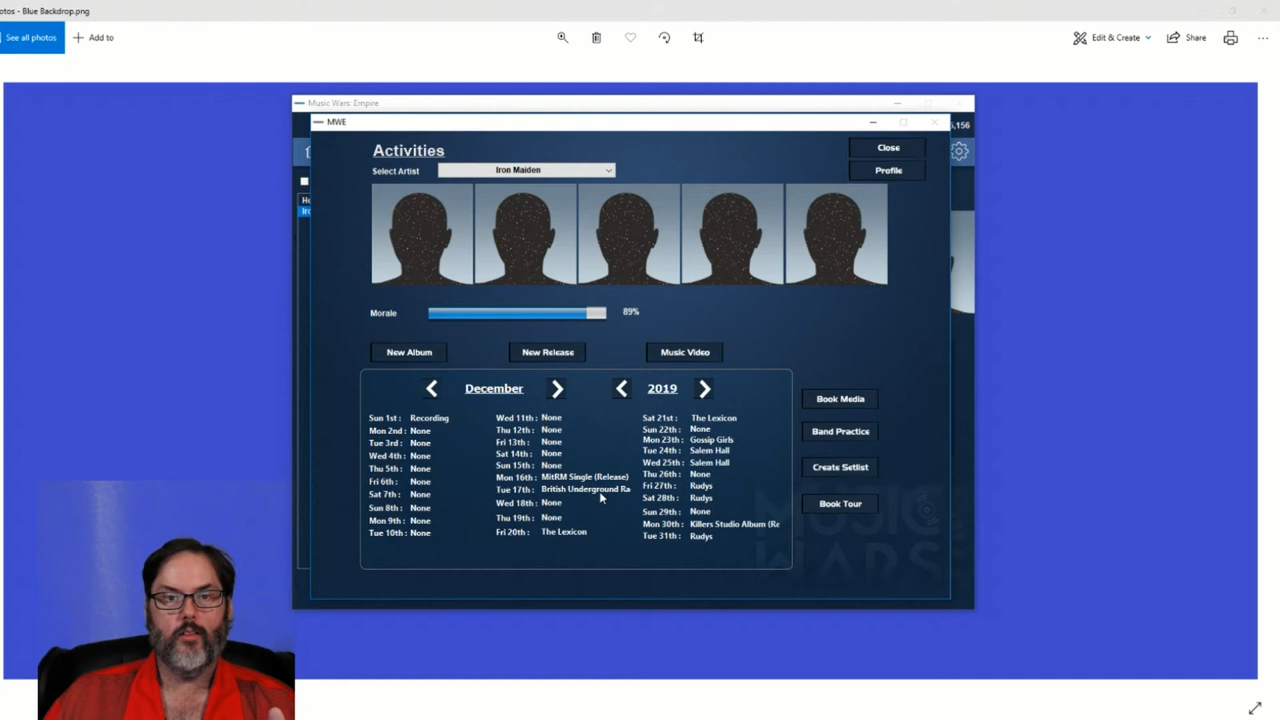 otos - Blue Backdrop.png
See all photos
Add to
Edit & Create
Share
Music Wars: Empire
MWE
,156
Activities
Close
Select Artist
Iron Maiden
Profile
He
Iro
Morale
89%
New Album
New Release
Music Video
December
2019
Book Media
Band Practice
Create Setlist
Book Tour
Sun 1st : Recording
Mon 2nd : None
Tue 3rd : None
Wed 4th : None
Thu 5th : None
Fri 6th : None
Sat 7th : None
Sun 8th : None
Mon 9th : None
Tue 10th : None
Wed 11th : None
Thu 12th : None
Fri 13th : None
Sat 14th : None
Sun 15th : None
Mon 16th : MitRM Single (Release)
Tue 17th : British Underground Ra
Wed 18th : None
Thu 19th : None
Fri 20th : The Lexicon
Sat 21st : The Lexicon
Sun 22th : None
Mon 23th : Gossip Girls
Tue 24th : Salem Hall
Wed 25th : Salem Hall
Thu 26th : None
Fri 27th : Rudys
Sat 28th : Rudys
Sun 29th : None
Mon 30th : Killers Studio Album (Re
Tue 31th : Rudys
MUSIC
WARS